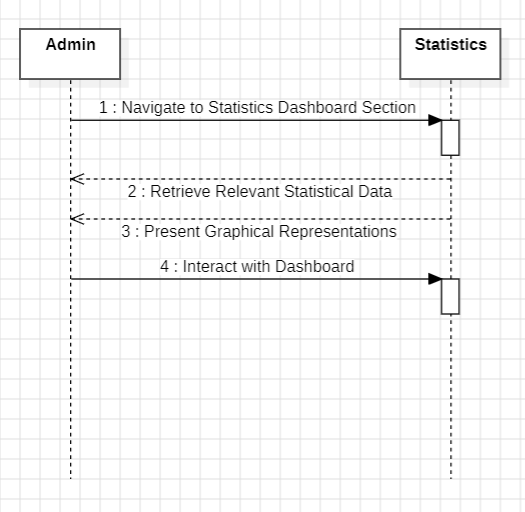 Admin
Statistics
1 : Navigate to Statistics Dashboard Section
2 : Retrieve Relevant Statistical Data
3 : Present Graphical Representations
4 : Interact with Dashboard